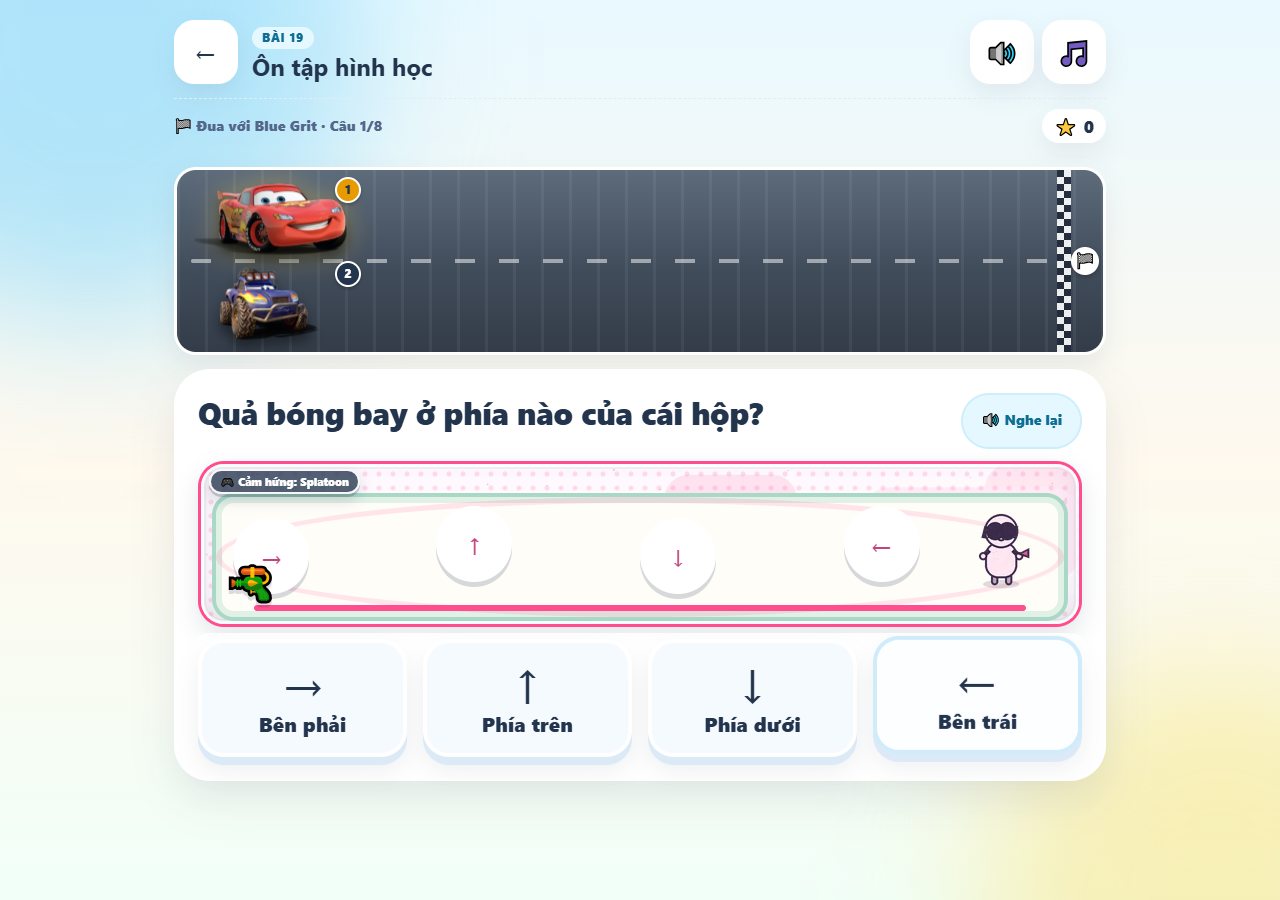 ←
BÀI 19
Ôn tập hình học
Đua với Blue Grit · Câu 1/8
0
1
2
Quả bóng bay ở phía nào của cái hộp?
Nghe lại
Cảm hứng: Splatoon
→ ↑ ↓ ←
→ ↑ ↓ ←
Bên phải Phía trên Phía dưới Bên trái